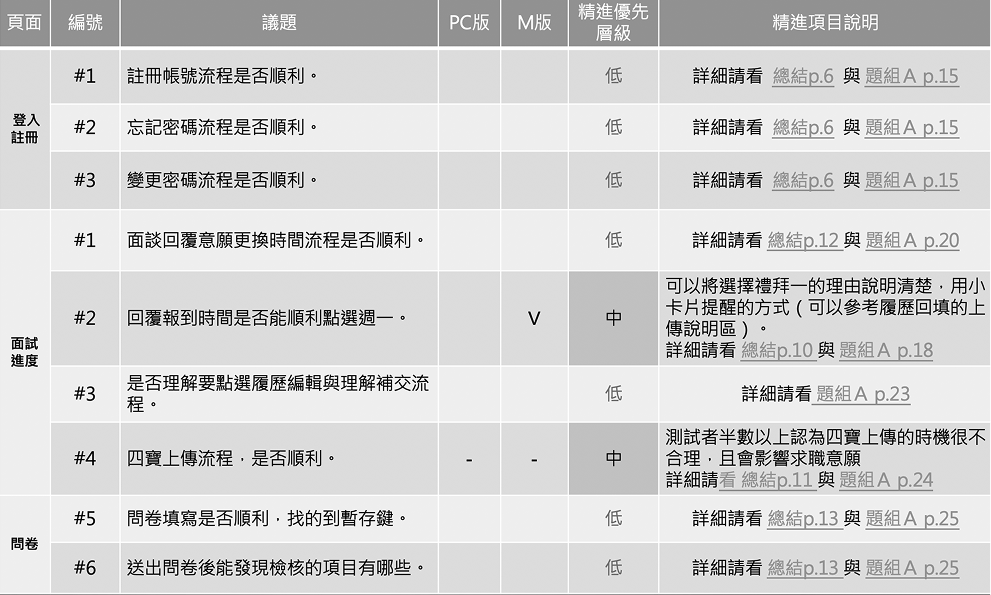 頁面 編號 議題 PC版 M版 精進優先層級 精進項目說明
登入註冊
#1 註冊帳號流程是否順利。 低 詳細請看 總結p.6 與 題組A p.15
#2 忘記密碼流程是否順利。 低 詳細請看 總結p.6 與 題組A p.15
#3 變更密碼流程是否順利。 低 詳細請看 總結p.6 與 題組A p.15
面試進度
#1 面談回覆意願更換時間流程是否順利。 低 詳細請看 總結p.12 與 題組A p.20
#2 回覆報到時間是否能順利點選週一。 V 中 可以將選擇禮拜一的理由說明清楚，用小
卡片提醒的方式（可以參考履歷回填的上
傳說明區）。
詳細請看 總結p.10 與 題組A p.18
#3 是否理解要點選履歷編輯與理解補交流
程。 低 詳細請看 題組A p.23
#4 四寶上傳流程，是否順利。 - - 中 測試者半數以上認為四寶上傳的時機很不
合理，且會影響求職意願
詳細請看 總結p.11 與 題組A p.24
問卷
#5 問卷填寫是否順利，找的到暫存鍵。 低 詳細請看 總結p.13 與 題組A p.25
#6 送出問卷後能發現檢核的項目有哪些。 低 詳細請看 總結p.13 與 題組A p.25